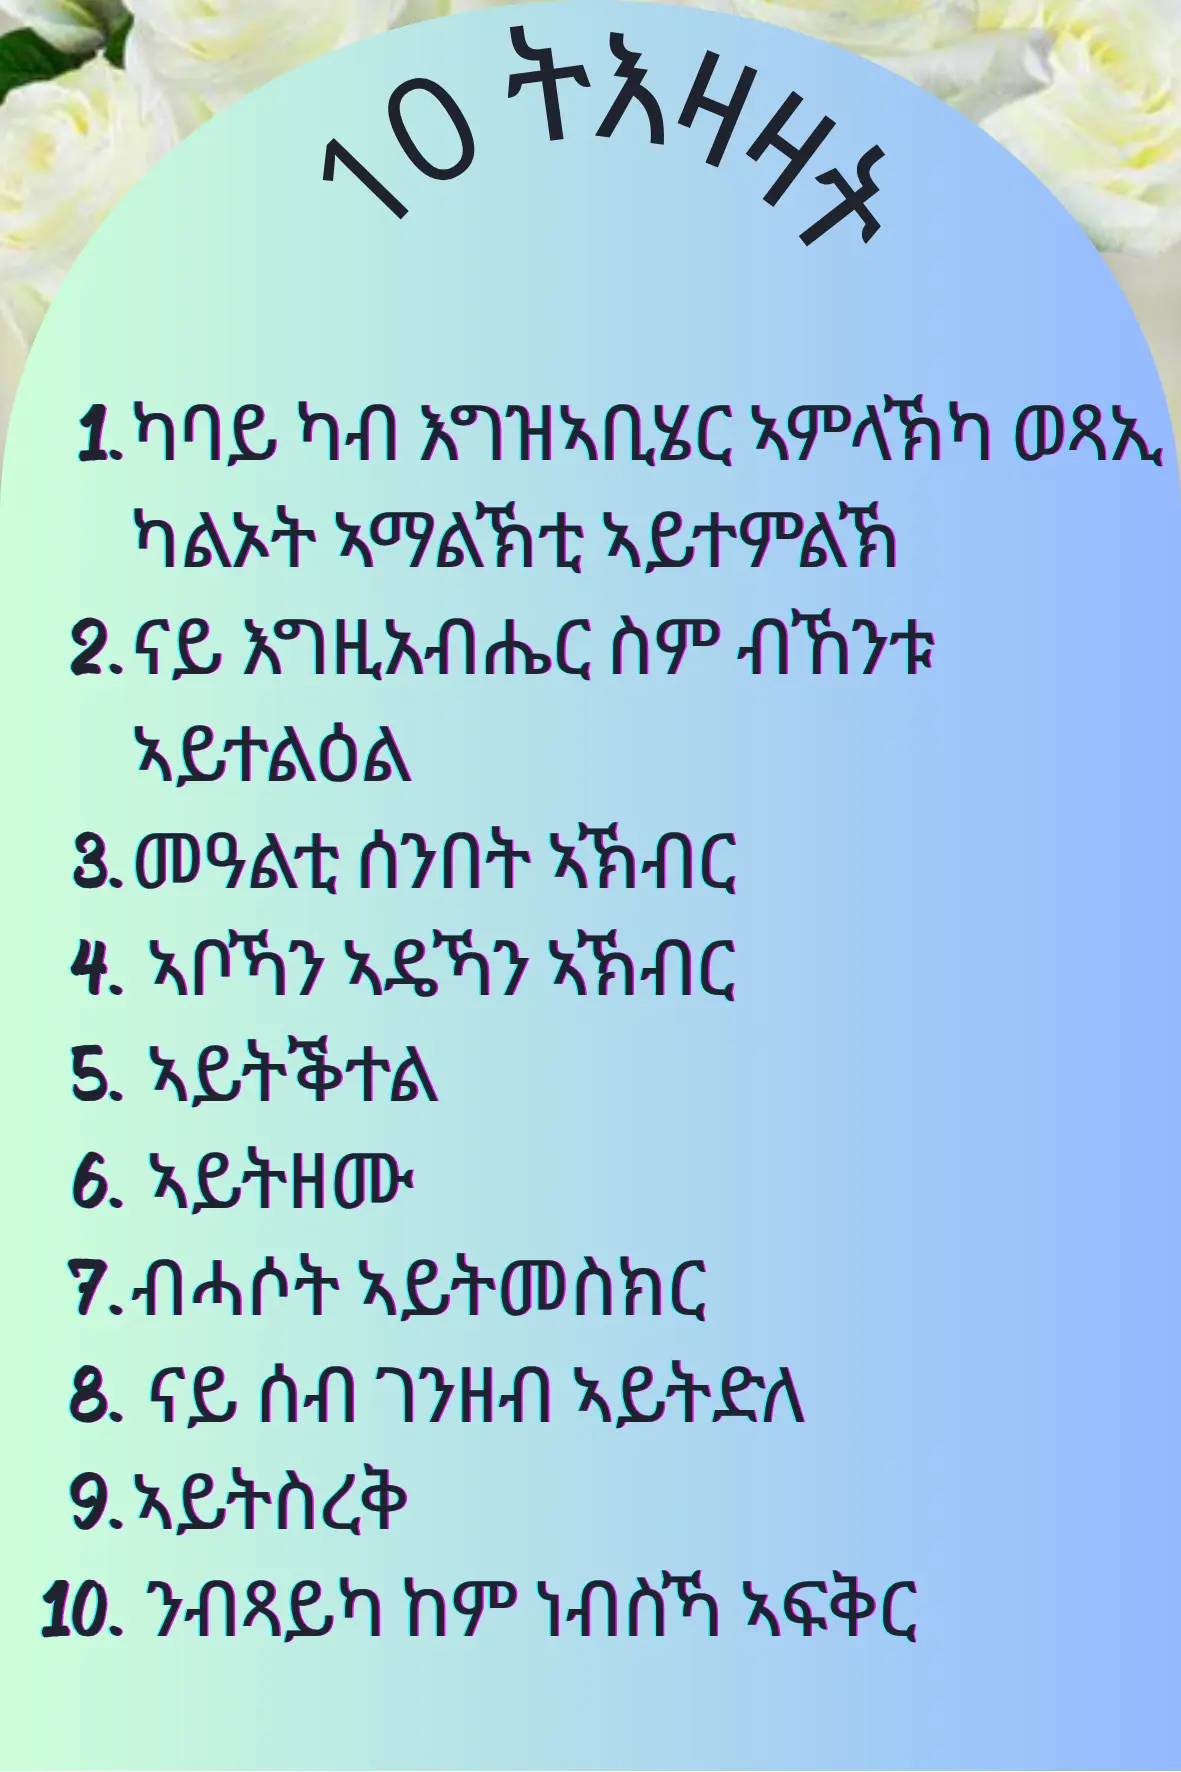 10 ትእዛዛት
1. ካባይ ካብ እግዝኣቢሄር ኣምላኽካ ወጻኢ
ካልኦት ኣማልኽቲ ኣይተምልኽ
2. ናይ እግዚአብሔር ስም ብኸንቱ
ኣይተልዕል
3. መዓልቲ ሰንበት ኣኽብር
4. ኣቦኻን ኣዴኻን ኣኽብር
5. ኣይትቕተል
6. ኣይትዘሙ
7. ብሓሶት ኣይትመስክር
8. ናይ ሰብ ገንዘብ ኣይትድለ
9. ኣይትስረቅ
10. ንብጻይካ ከም ነብስኻ ኣፍቅር